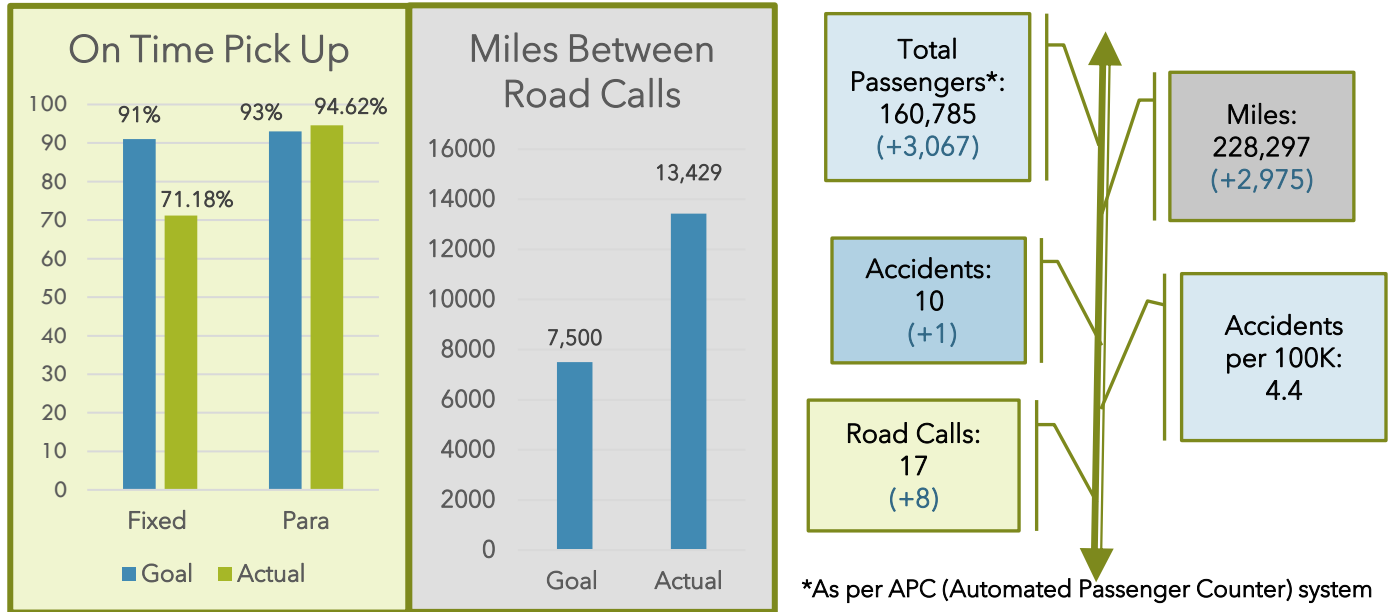 On Time Pick Up
100
90
80
70
60
50
40
30
20
10
0
91%
71.18%
93%
94.62%
Fixed
Para
Goal
Actual
Miles Between
Road Calls
16000
14000
12000
10000
8000
6000
4000
2000
0
7,500
13,429
Goal
Actual
Total
Passengers*:
160,785
(+3,067)
Miles:
228,297
(+2,975)
Accidents:
10
(+1)
Accidents
per 100K:
4.4
Road Calls:
17
(+8)
*As per APC (Automated Passenger Counter) system